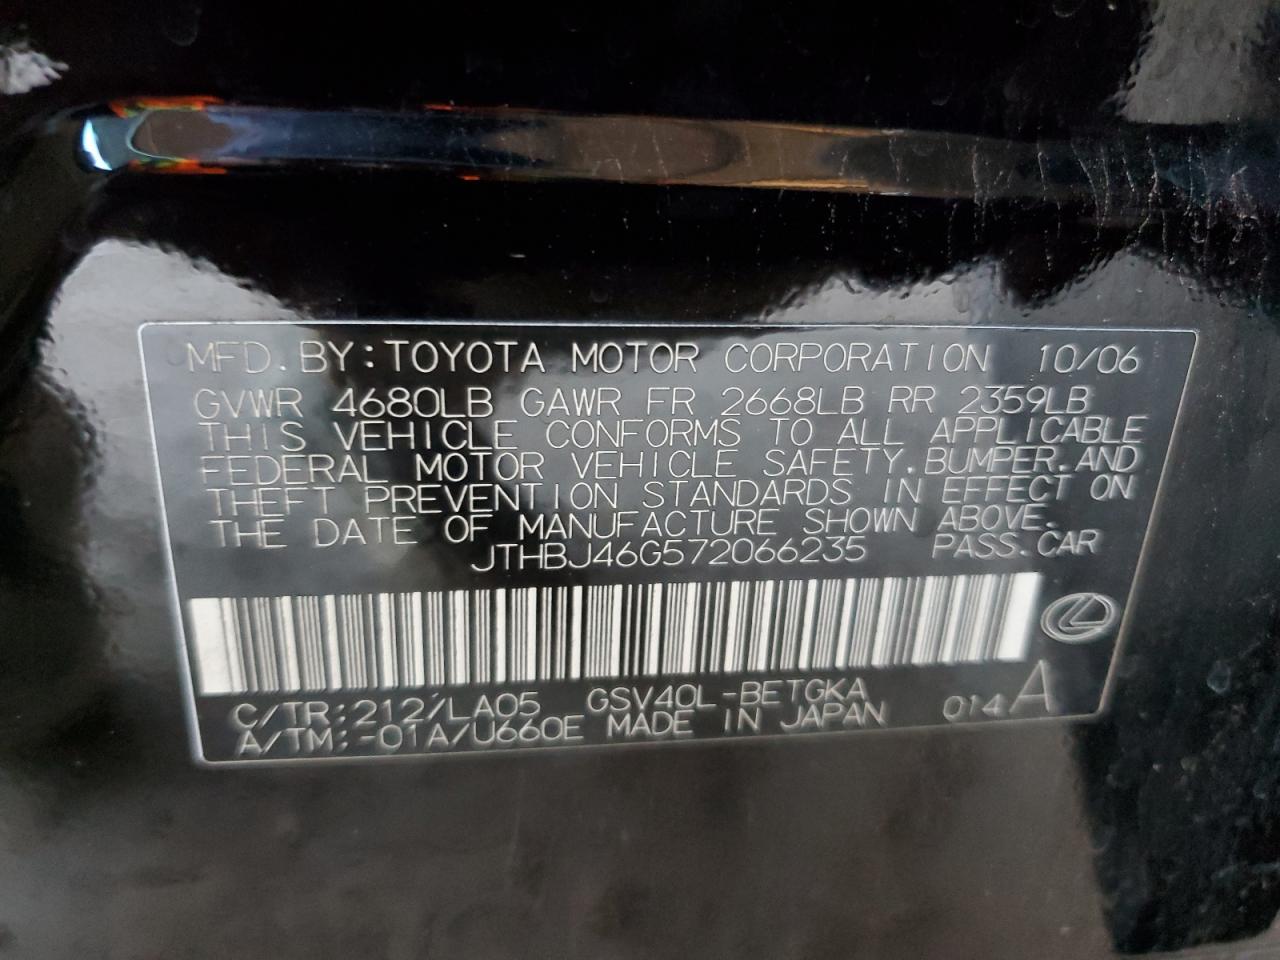 MFD. BY: TOYOTA MOTOR CORPORATION 10/06
GVWR 4680LB GAWR FR 2668LB RR 2359LB
THIS VEHICLE CONFORMS TO ALL APPLICABLE
FEDERAL MOTOR VEHICLE SAFETY, BUMPER, AND
THEFT PREVENTION STANDARDS IN EFFECT ON
THE DATE OF MANUFACTURE SHOWN ABOVE.
JTHBJ46G572066235 PASS. CAR
C/TR: 212/LA05 GSV40L-BETGKA
A/TM: -01A/U660E MADE IN JAPAN 014 A